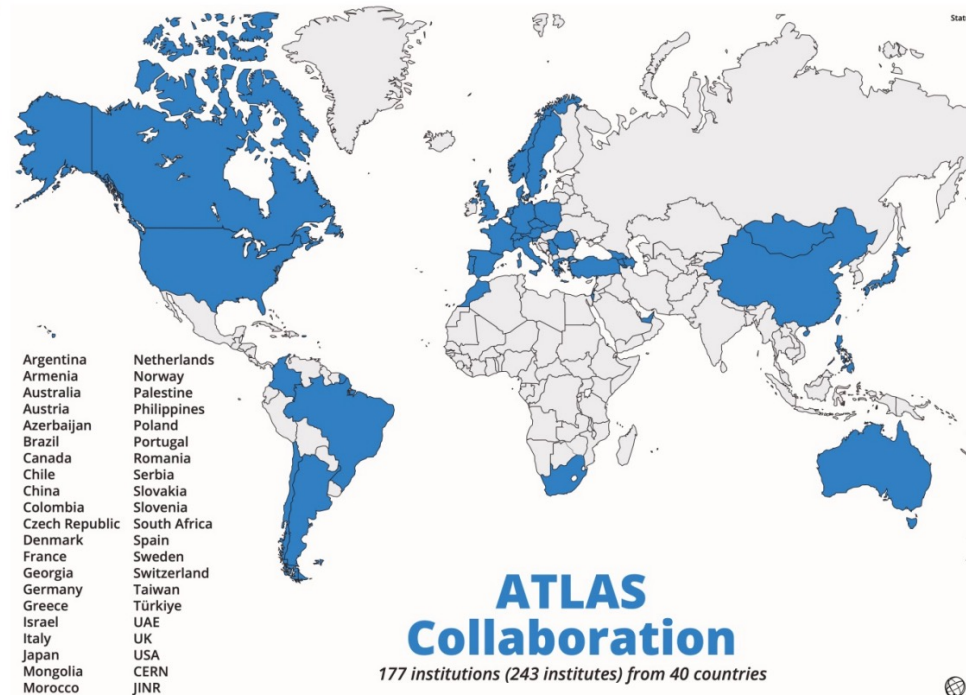 Argentina
Armenia
Australia
Austria
Azerbaijan
Brazil
Canada
Chile
China
Colombia
Czech Republic
Denmark
France
Georgia
Germany
Greece
Israel
Italy
Japan
Mongolia
Morocco
Netherlands
Norway
Palestine
Philippines
Poland
Portugal
Romania
Serbia
Slovakia
Slovenia
South Africa
Spain
Sweden
Switzerland
Taiwan
Türkiye
UAE
UK
USA
CERN
JINR
ATLAS
Collaboration
177 institutions (243 institutes) from 40 countries